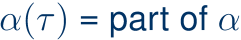 α(τ) = part of α